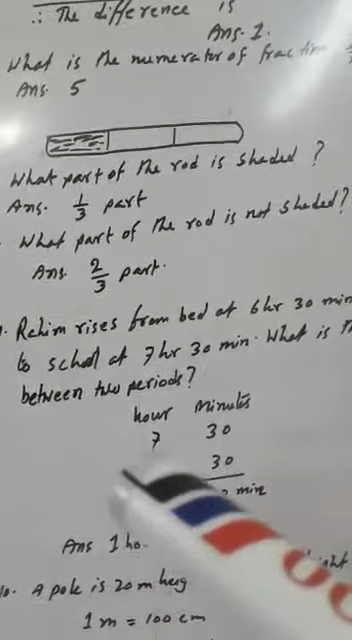 ∴ The difference is
Ans. 1.
What is the numerator of
Ans. 5
What part of the rod is shaded ?
Ans. 1/3 part
What part of the rod is not shaded?
Ans. 2/3 part.
Rahim rises from bed at 6 hr 30 min
to school at 7 hr 30 min. What is
between two periods?
hour Minutes
7 30
30
min
Ans 1 ho
A pole is 20 m
1 m = 100 cm